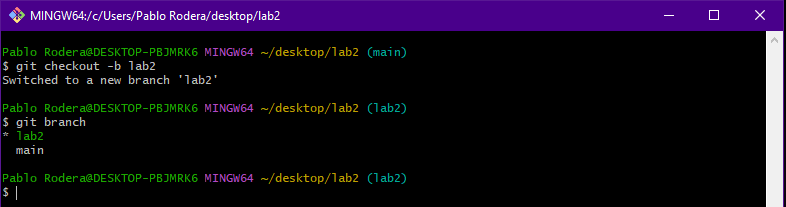 MINGW64:/c/Users/Pablo Rodera/desktop/lab2
Pablo Rodera@DESKTOP-PBJMRK6 MINGW64 ~/desktop/lab2 (main)
$ git checkout -b lab2
Switched to a new branch 'lab2'
Pablo Rodera@DESKTOP-PBJMRK6 MINGW64 ~/desktop/lab2 (lab2)
$ git branch
* lab2
  main
Pablo Rodera@DESKTOP-PBJMRK6 MINGW64 ~/desktop/lab2 (lab2)
$